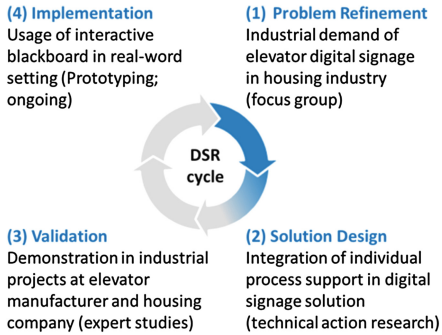 (4) Implementation
Usage of interactive
blackboard in real-word
setting (Prototyping;
ongoing)
(1) Problem Refinement
Industrial demand of
elevator digital signage
in housing industry
(focus group)
DSR
cycle
(3) Validation
Demonstration in industrial
projects at elevator
manufacturer and housing
company (expert studies)
(2) Solution Design
Integration of individual
process support in digital
signage solution
(technical action research)